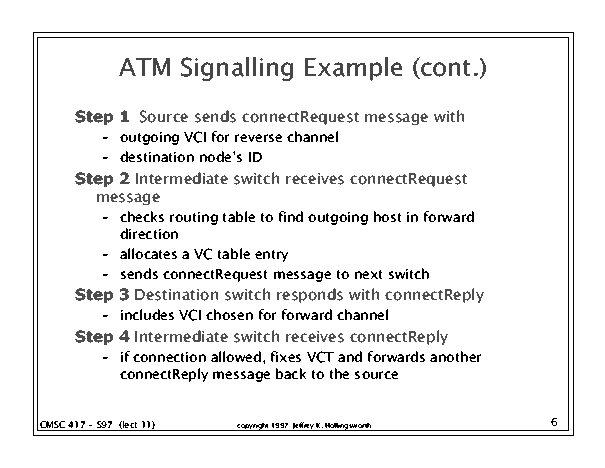 ATM Signalling Example (cont.)
Step 1 Source sends connectRequest message with
- outgoing VCI for reverse channel
- destination node's ID
Step 2 Intermediate switch receives connectRequest
message
- checks routing table to find outgoing host in forward
direction
- allocates a VC table entry
- sends connectRequest message to next switch
Step 3 Destination switch responds with connectReply
- includes VCI chosen for forward channel
Step 4 Intermediate switch receives connectReply
- if connection allowed, fixes VCT and forwards another
connectReply message back to the source
CMSC 417 - S97 (lect 11)
copyright 1997 Jeffrey K. Hollingsworth
6